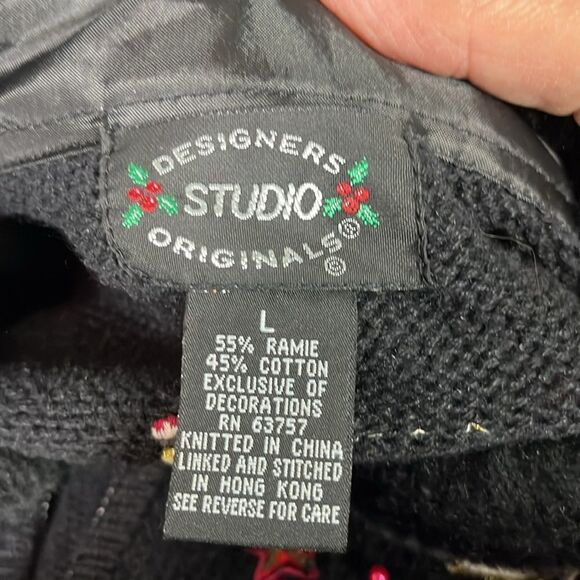 DESIGNERS
STUDIO
ORIGINALS®
®
L
55% RAMIE
45% COTTON
EXCLUSIVE OF
DECORATIONS
RN 63757
KNITTED IN CHINA
LINKED AND STITCHED
IN HONG KONG
SEE REVERSE FOR CARE